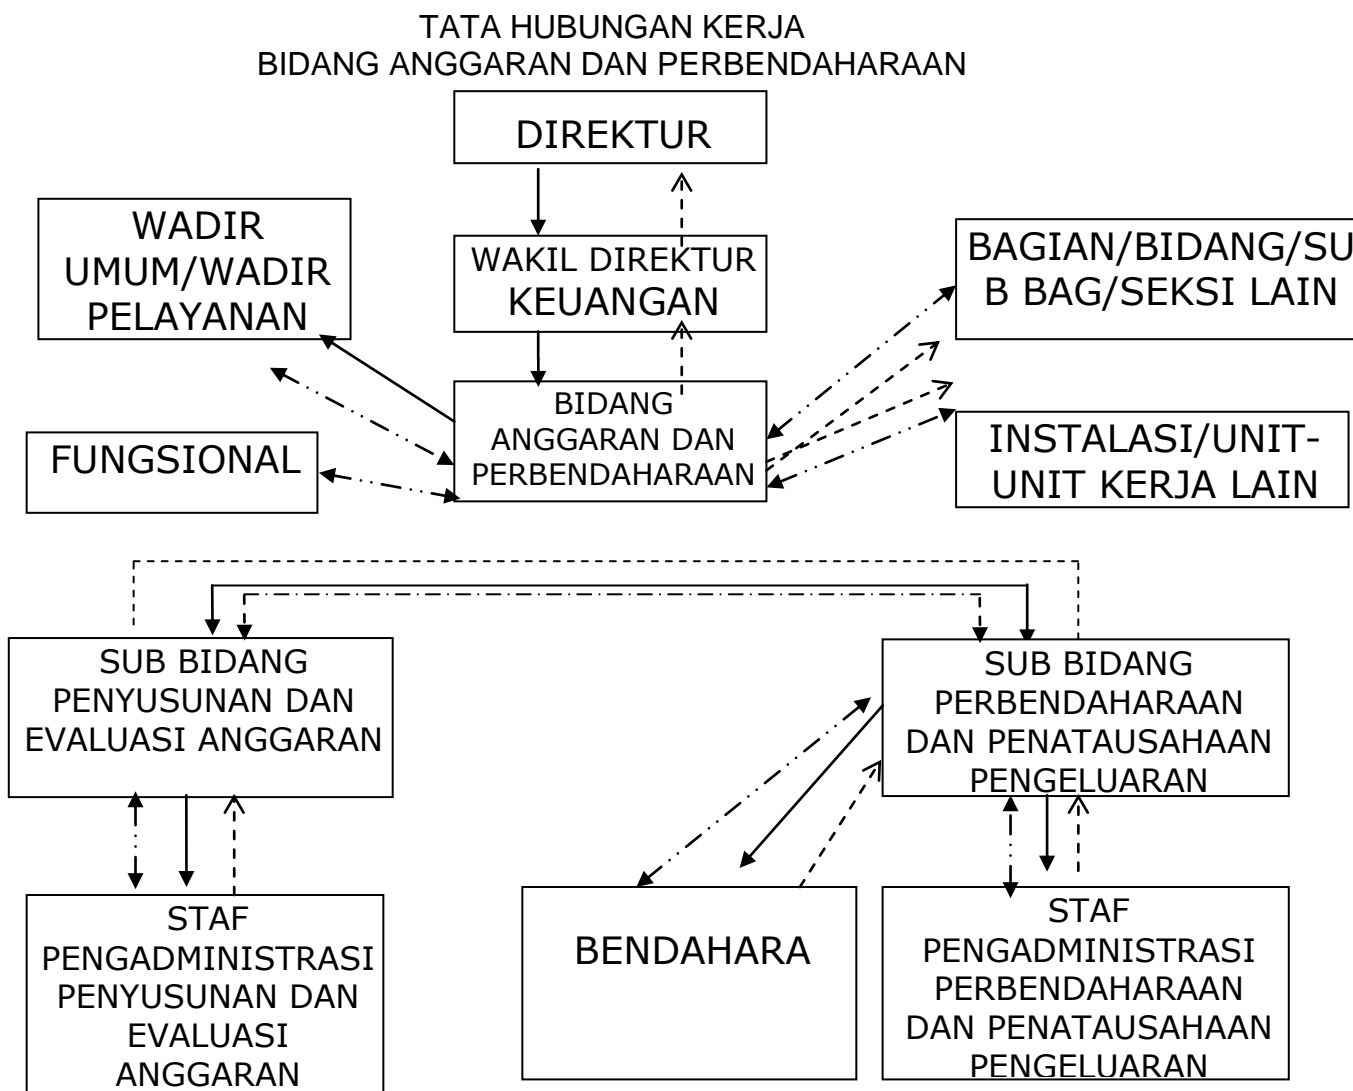 TATA HUBUNGAN KERJA
BIDANG ANGGARAN DAN PERBENDAHARAAN
DIREKTUR
WADIR
UMUM/WADIR
PELAYANAN
WAKIL DIREKTUR
KEUANGAN
BAGIAN/BIDANG/SU
B BAG/SEKSI LAIN
BIDANG
ANGGARAN DAN
PERBENDAHARAAN
FUNGSIONAL
INSTALASI/UNIT-
UNIT KERJA LAIN
SUB BIDANG
PENYUSUNAN DAN
EVALUASI ANGGARAN
SUB BIDANG
PERBENDAHARAAN
DAN PENATAUSAHAAN
PENGELUARAN
STAF
PENGADMINISTRASI
PENYUSUNAN DAN
EVALUASI
ANGGARAN
BENDAHARA
STAF
PENGADMINISTRASI
PERBENDAHARAAN
DAN PENATAUSAHAAN
PENGELUARAN